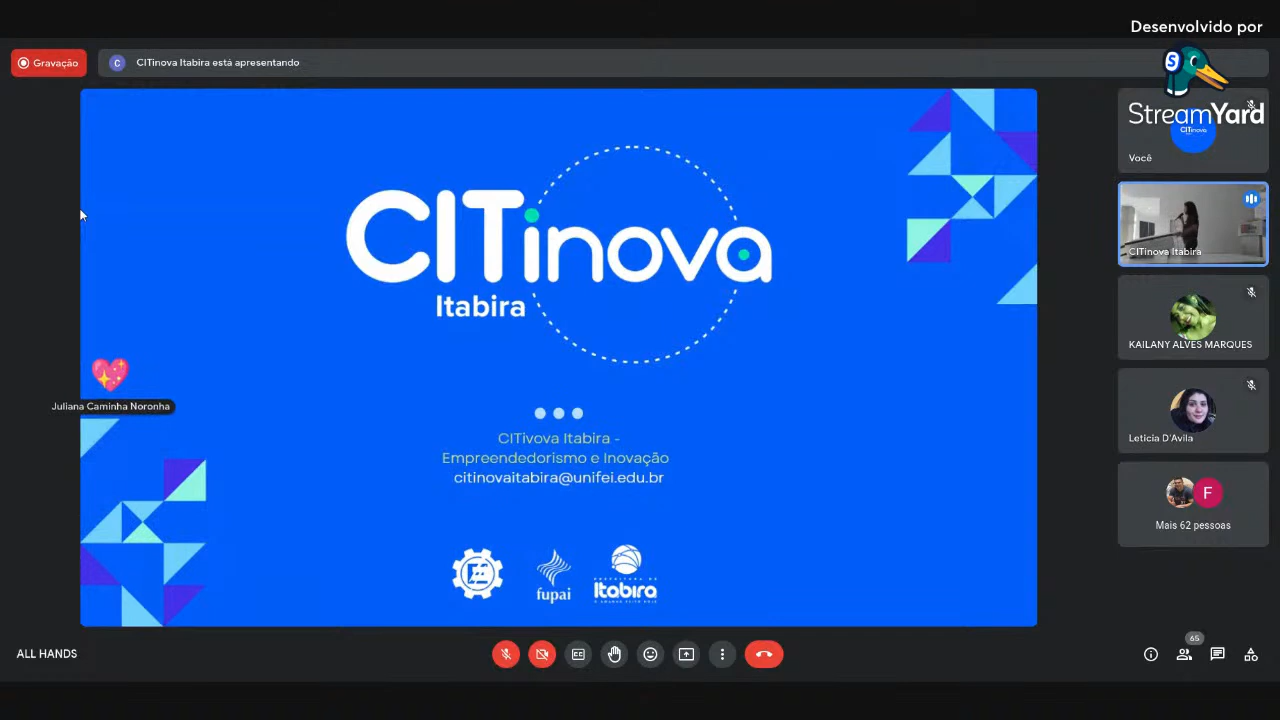 Desenvolvido por
StreamYard
Gravação
C
CITinova Itabira está apresentando
CITinova
Itabira
CITivova Itabira -
Empreendedorismo e Inovação
citinovaitabira@unifei.edu.br
fupai
Itabira
Juliana Caminha Noronha
CITinova
Você
CITinova Itabira
KAILANY ALVES MARQUES
Leticia D'Avila
F
Mais 62 pessoas
ALL HANDS
65